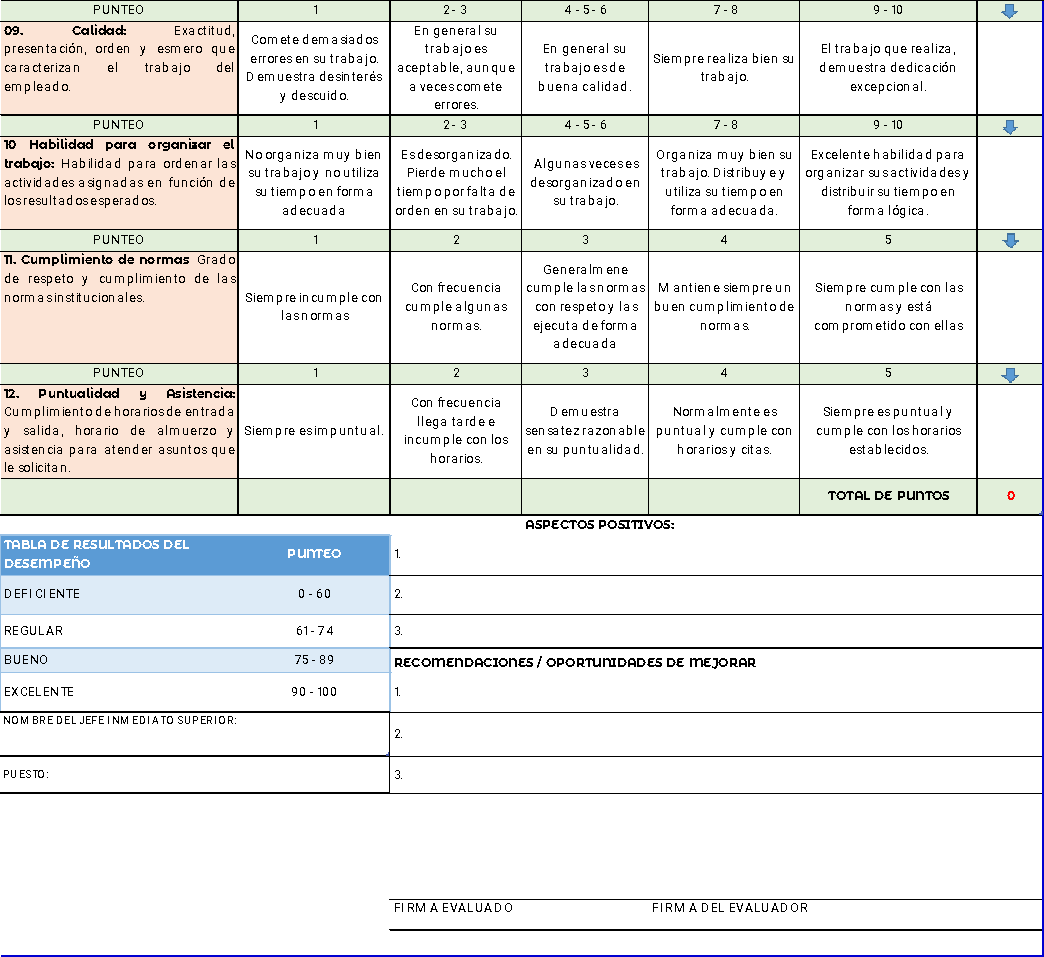 PUNTEO 1 2 - 3 4 - 5 - 6 7 - 8 9 - 10
09. Calidad: Exactitud,
presentación, orden y esmero que
caracterizan el trabajo del
empleado.
Comete demasiados
errores en su trabajo.
Demuestra desinterés
y descuido.
En general su
trabajo es
aceptable, aunque
a veces comete
errores.
En general su
trabajo es de
buena calidad.
Siempre realiza bien su
trabajo.
El trabajo que realiza,
demuestra dedicación
excepcional.
PUNTEO 1 2 - 3 4 - 5 - 6 7 - 8 9 - 10
10 Habilidad para organizar el
trabajo: Habilidad para ordenar las
actividades asignadas en función de
los resultados esperados.
No organiza muy bien
su trabajo y no utiliza
su tiempo en forma
adecuada
Es desorganizado.
Pierde mucho el
tiempo por falta de
orden en su trabajo.
Algunas veces es
desorganizado en
su trabajo.
Organiza muy bien su
trabajo. Distribuye y
utiliza su tiempo en
forma adecuada.
Excelente habilidad para
organizar sus actividades y
distribuir su tiempo en
forma lógica.
PUNTEO 1 2 3 4 5
11. Cumplimiento de normas Grado
de respeto y cumplimiento de las
normas institucionales.
Siempre incumple con
las normas
Con frecuencia
cumple algunas
normas.
Generalmene
cumple las normas
con respeto y las
ejecuta de forma
adecuada
Mantiene siempre un
buen cumplimiento de
normas.
Siempre cumple con las
normas y está
comprometido con ellas
PUNTEO 1 2 3 4 5
12. Puntualidad y Asistencia:
Cumplimiento de horarios de entrada
y salida, horario de almuerzo y
asistencia para atender asuntos que
le solicitan.
Siempre es impuntual.
Con frecuencia
llega tarde e
incumple con los
horarios.
Demuestra
sensatez razonable
en su puntualidad.
Normalmente es
puntual y cumple con
horarios y citas.
Siempre es puntual y
cumple con los horarios
establecidos.
TOTAL DE PUNTOS 0
ASPECTOS POSITIVOS:
1.
2.
3.
TABLA DE RESULTADOS DEL
DESEMPEÑO
PUNTEO
DEFICIENTE 0 - 60
REGULAR 61 - 74
BUENO 75 - 89
EXCELENTE 90 - 100
RECOMENDACIONES / OPORTUNIDADES DE MEJORAR
1.
2.
3.
NOMBRE DEL JEFE INMEDIATO SUPERIOR:
PUESTO:
FIRMA EVALUADO FIRMA DEL EVALUADOR